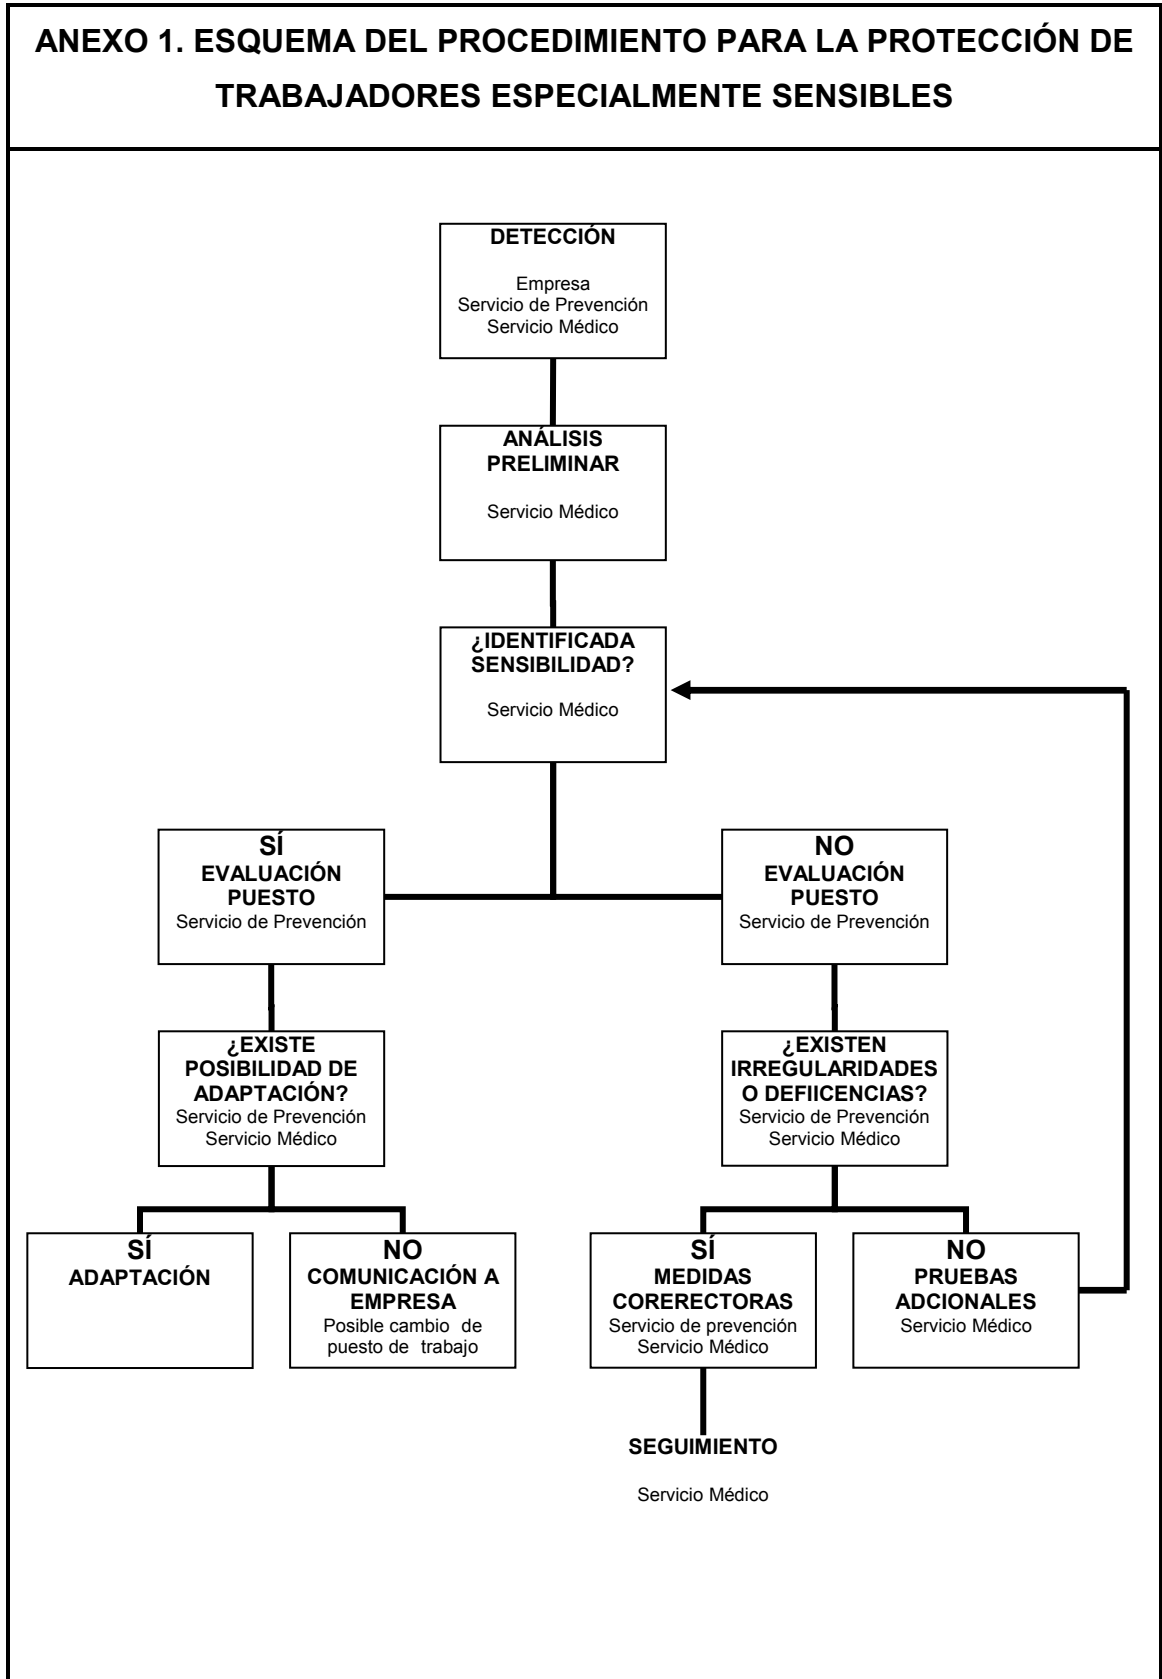 ANEXO 1. ESQUEMA DEL PROCEDIMIENTO PARA LA PROTECCIÓN DE
TRABAJADORES ESPECIALMENTE SENSIBLES
DETECCIÓN
Empresa
Servicio de Prevención
Servicio Médico
ANÁLISIS
PRELIMINAR
Servicio Médico
¿IDENTIFICADA
SENSIBILIDAD?
Servicio Médico
SÍ
EVALUACIÓN
PUESTO
Servicio de Prevención
NO
EVALUACIÓN
PUESTO
Servicio de Prevención
¿EXISTE
POSIBILIDAD DE
ADAPTACIÓN?
Servicio de Prevención
Servicio Médico
¿EXISTEN
IRREGULARIDADES
O DEFIICENCIAS?
Servicio de Prevención
Servicio Médico
SÍ
ADAPTACIÓN
NO
COMUNICACIÓN A
EMPRESA
Posible cambio de
puesto de trabajo
SÍ
MEDIDAS
CORERECTORAS
Servicio de prevención
Servicio Médico
NO
PRUEBAS
ADCIONALES
Servicio Médico
SEGUIMIENTO
Servicio Médico